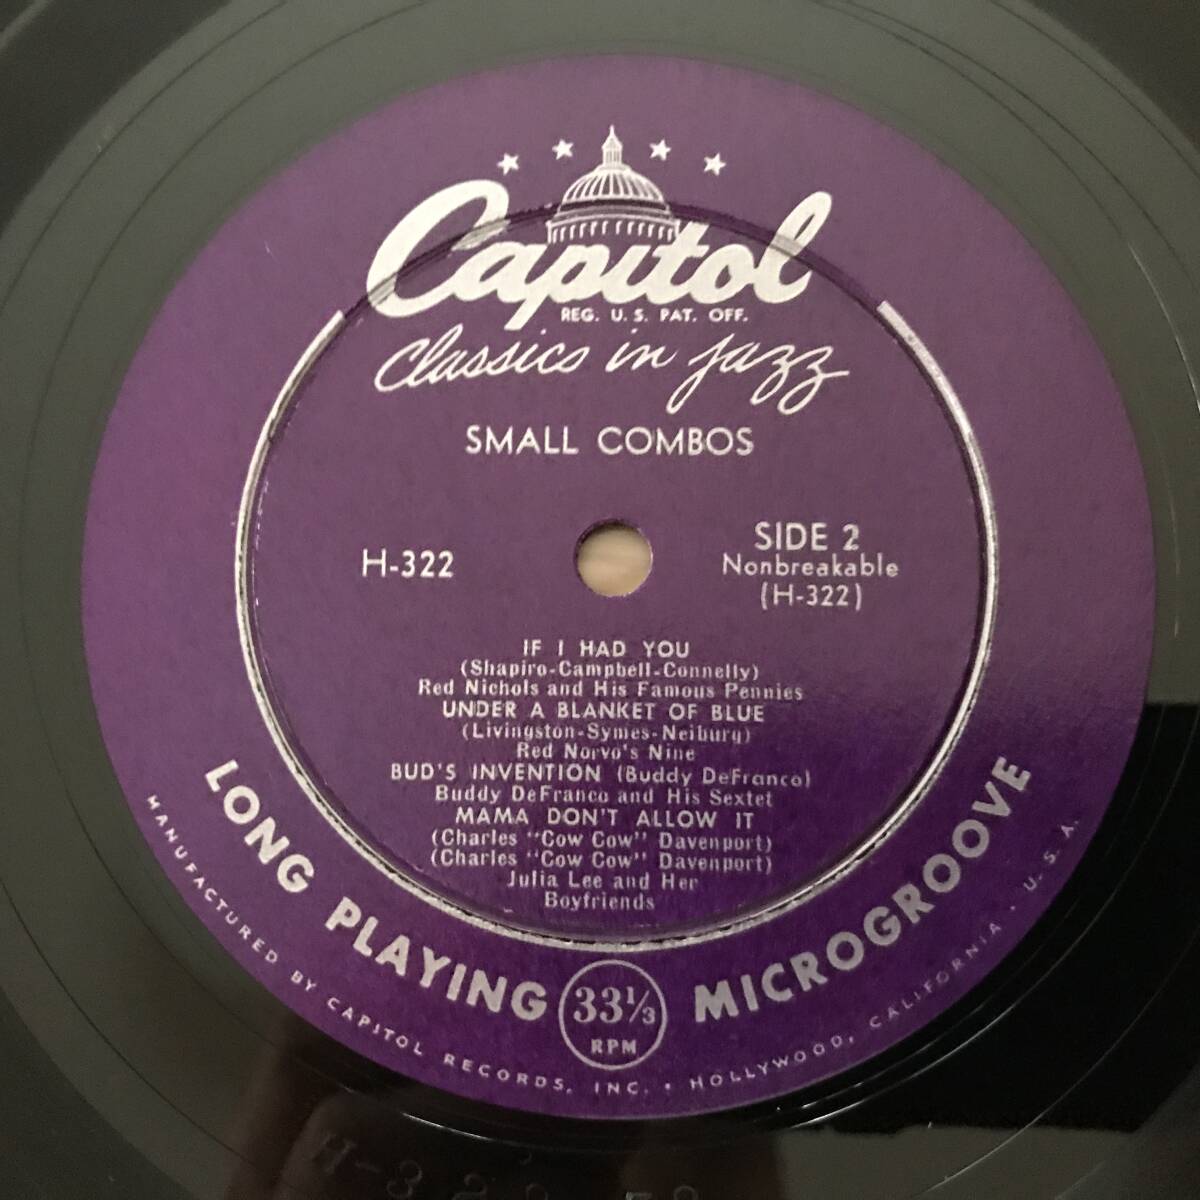 Capitol
REG. U. S. PAT. OFF.
Classics in jazz
SMALL COMBOS
H-322
SIDE 2
Nonbreakable
(H-322)
IF I HAD YOU
(Shapiro-Campbell-Connelly)
Red Nichols and His Famous Pennies
UNDER A BLANKET OF BLUE
(Livingston-Symes-Neiburg)
Red Norvo's Nine
BUD'S INVENTION (Buddy DeFranco)
Buddy DeFranco and His Sextet
MAMA DON'T ALLOW IT
(Charles "Cow Cow" Davenport)
(Charles "Cow Cow" Davenport)
Julia Lee and Her
Boyfriends
LONG PLAYING 33⅓ RPM MICROGROOVE
MANUFACTURED BY CAPITOL RECORDS, INC. • HOLLYWOOD, CALIFORNIA • U. S. A.